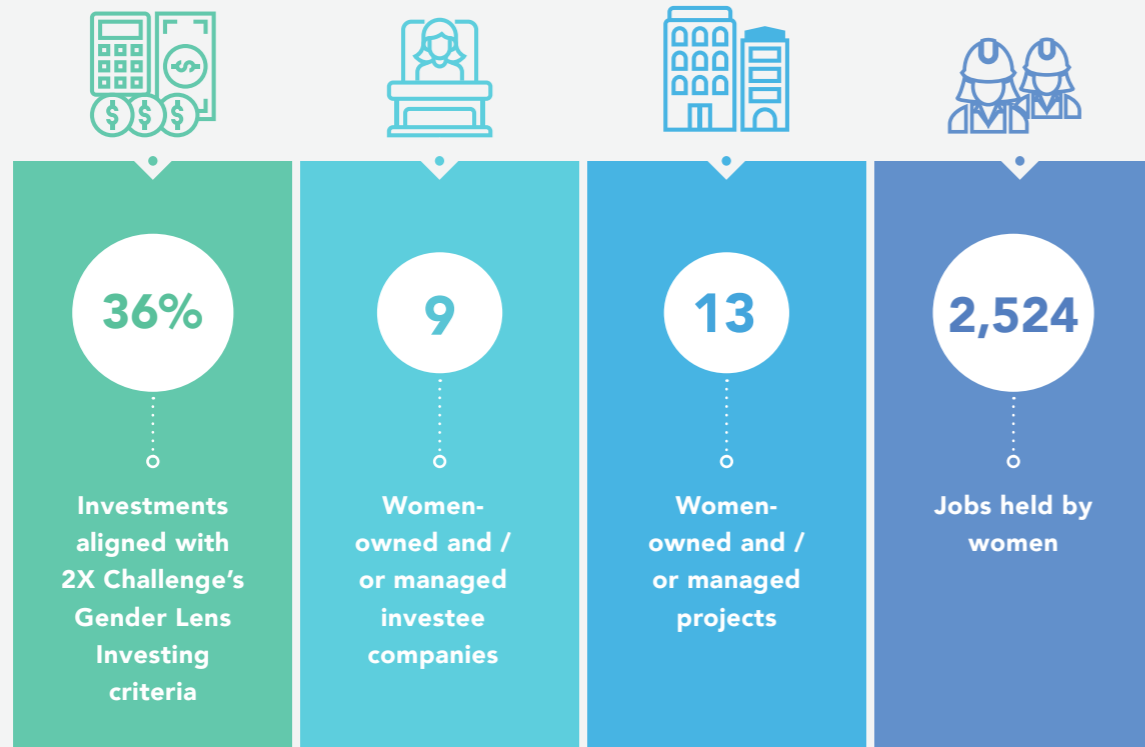 36%
Investments
aligned with
2X Challenge's
Gender Lens
Investing
criteria
9
Women-
owned and /
or managed
investee
companies
13
Women-
owned and /
or managed
projects
2,524
Jobs held by
women